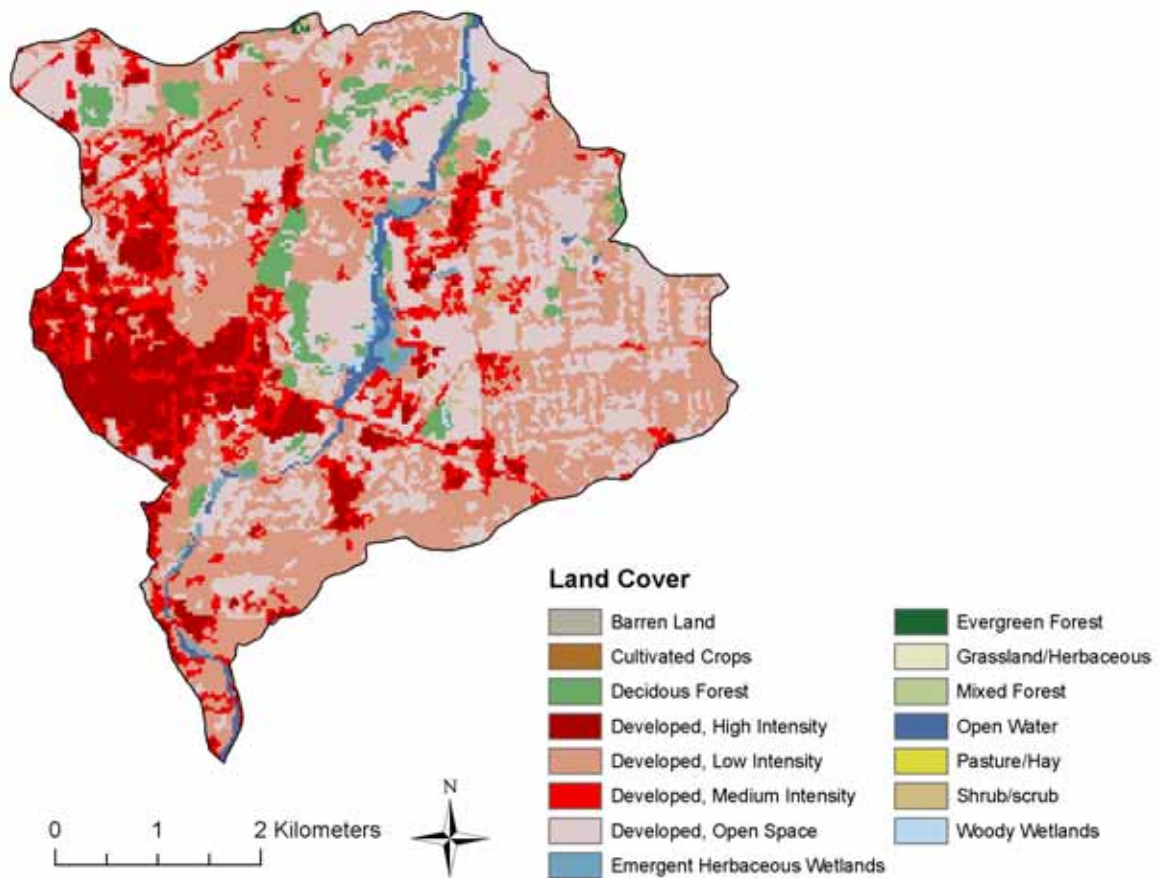 Land Cover
Barren Land
Cultivated Crops
Decidous Forest
Developed, High Intensity
Developed, Low Intensity
Developed, Medium Intensity
Developed, Open Space
Emergent Herbaceous Wetlands
Evergreen Forest
Grassland/Herbaceous
Mixed Forest
Open Water
Pasture/Hay
Shrub/scrub
Woody Wetlands
N
0 1 2 Kilometers